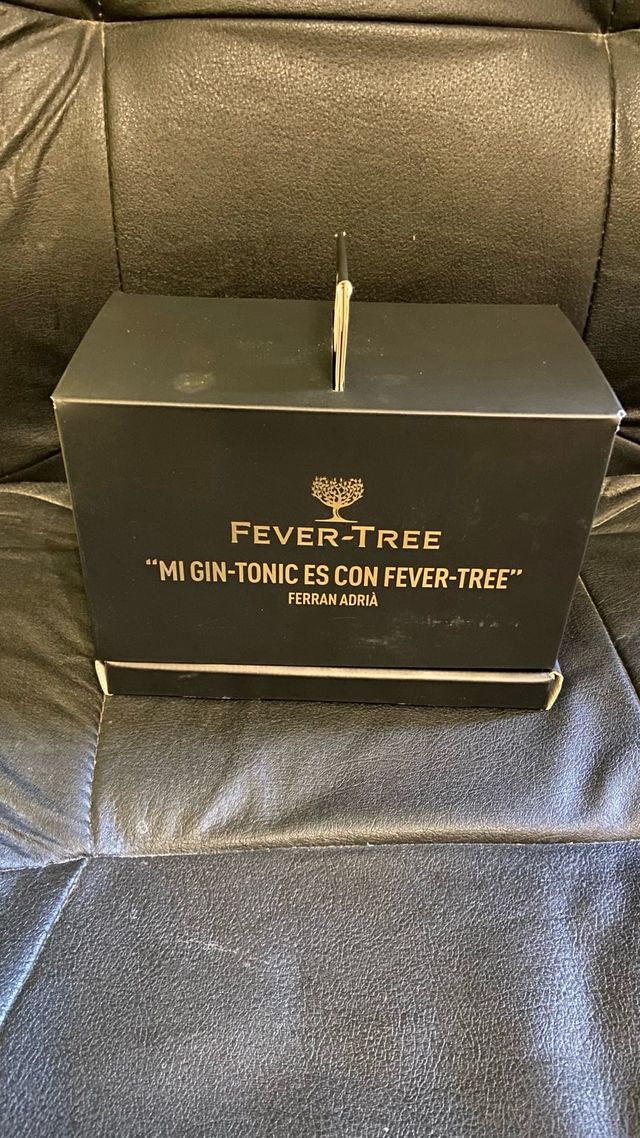 FEVER-TREE
“MI GIN-TONIC ES CON FEVER-TREE”
FERRAN ADRIÀ